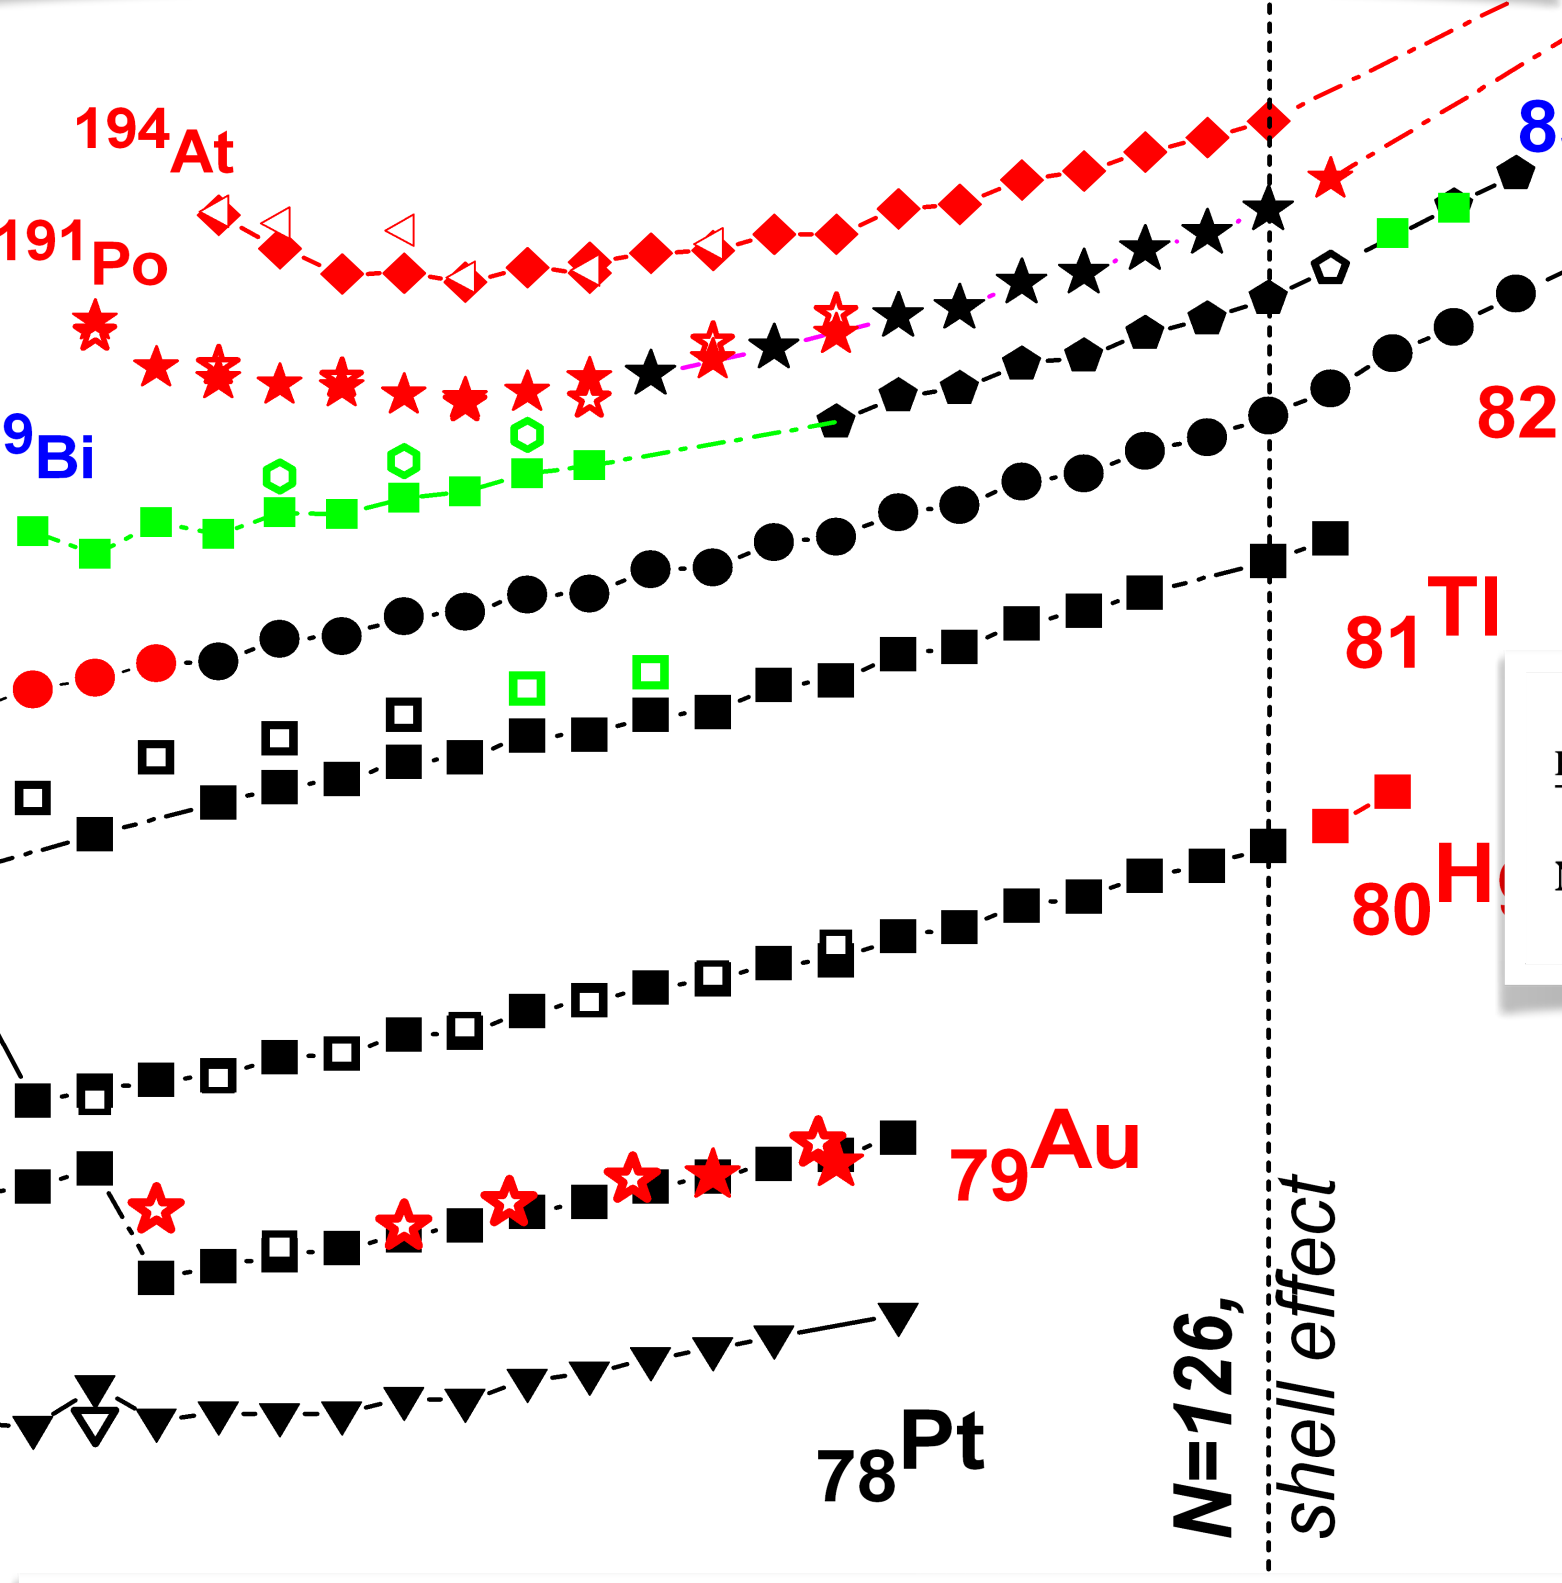 194At
191Po
9Bi
82
81Tl
80Hg
79Au
78Pt
N=126,
shell effect